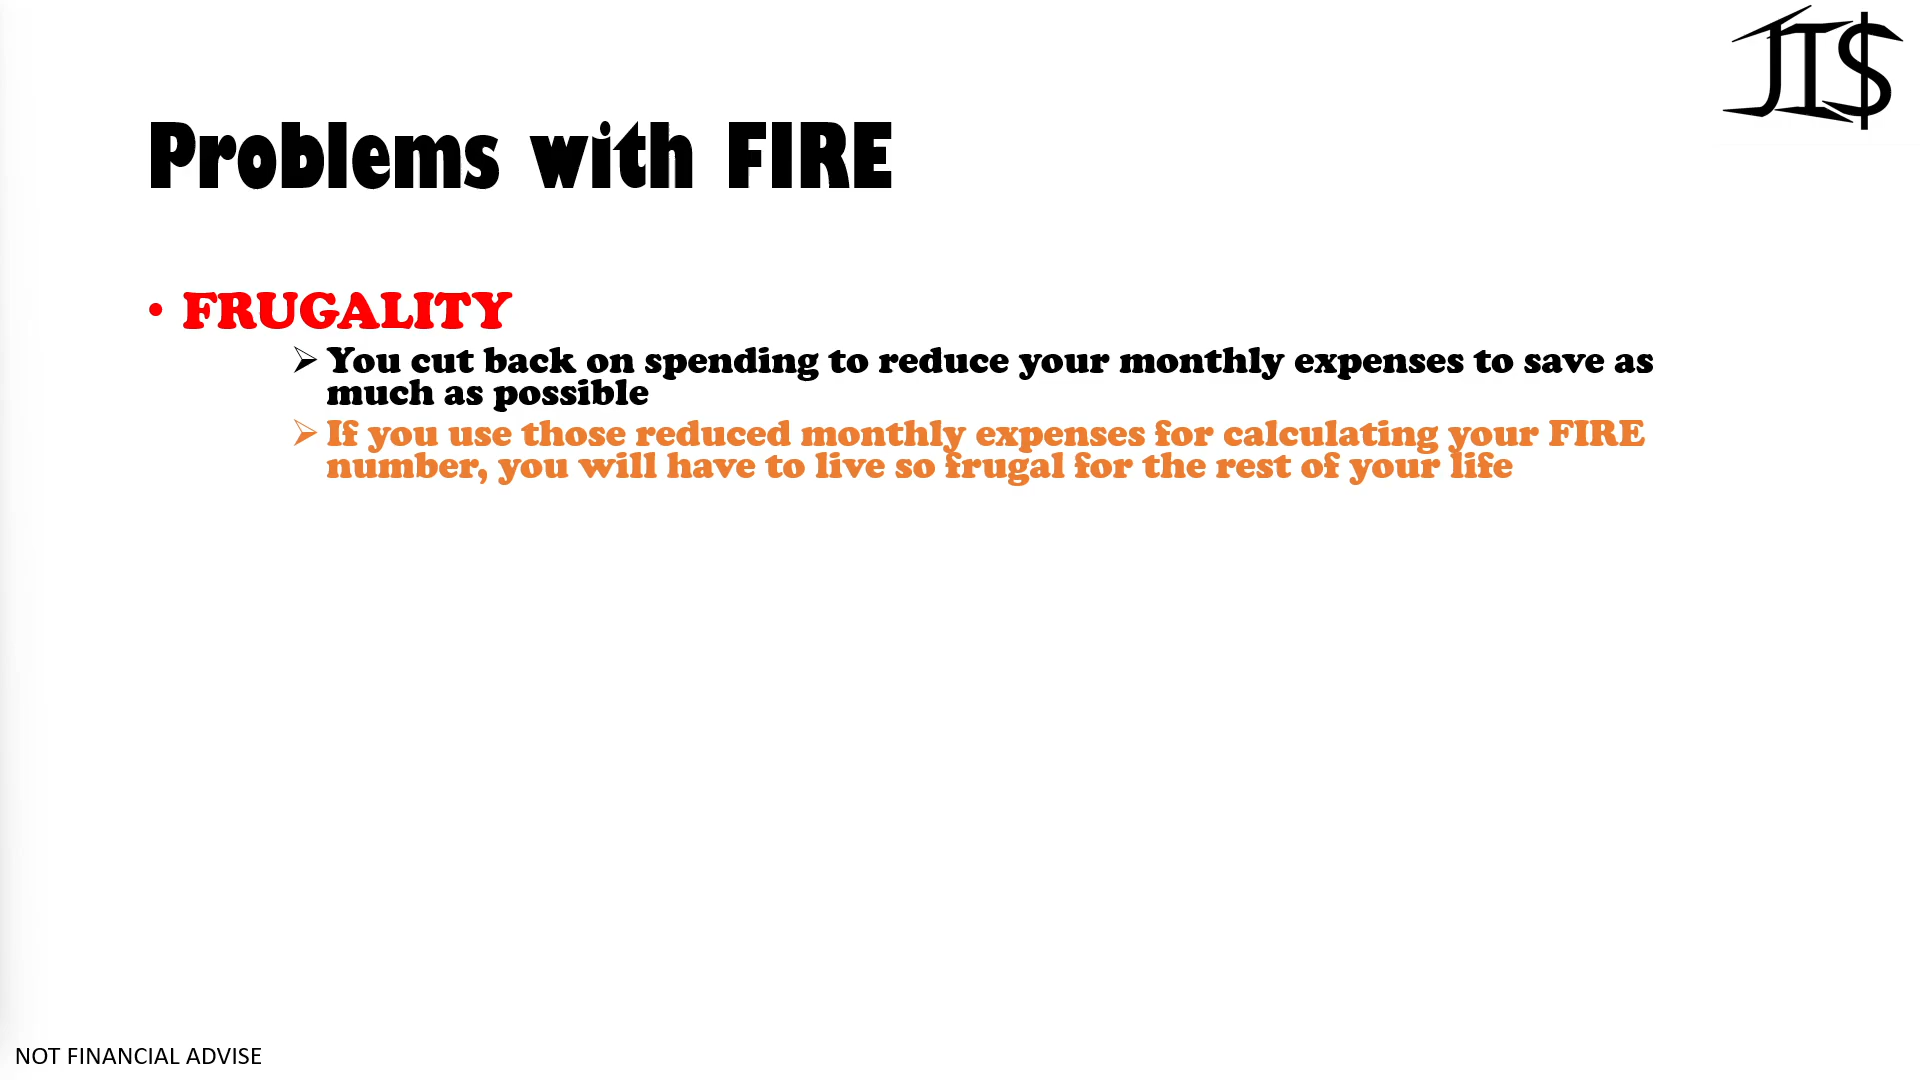 JI$
Problems with FIRE
• FRUGALITY
➢ You cut back on spending to reduce your monthly expenses to save as
much as possible
➢ If you use those reduced monthly expenses for calculating your FIRE
number, you will have to live so frugal for the rest of your life
NOT FINANCIAL ADVISE